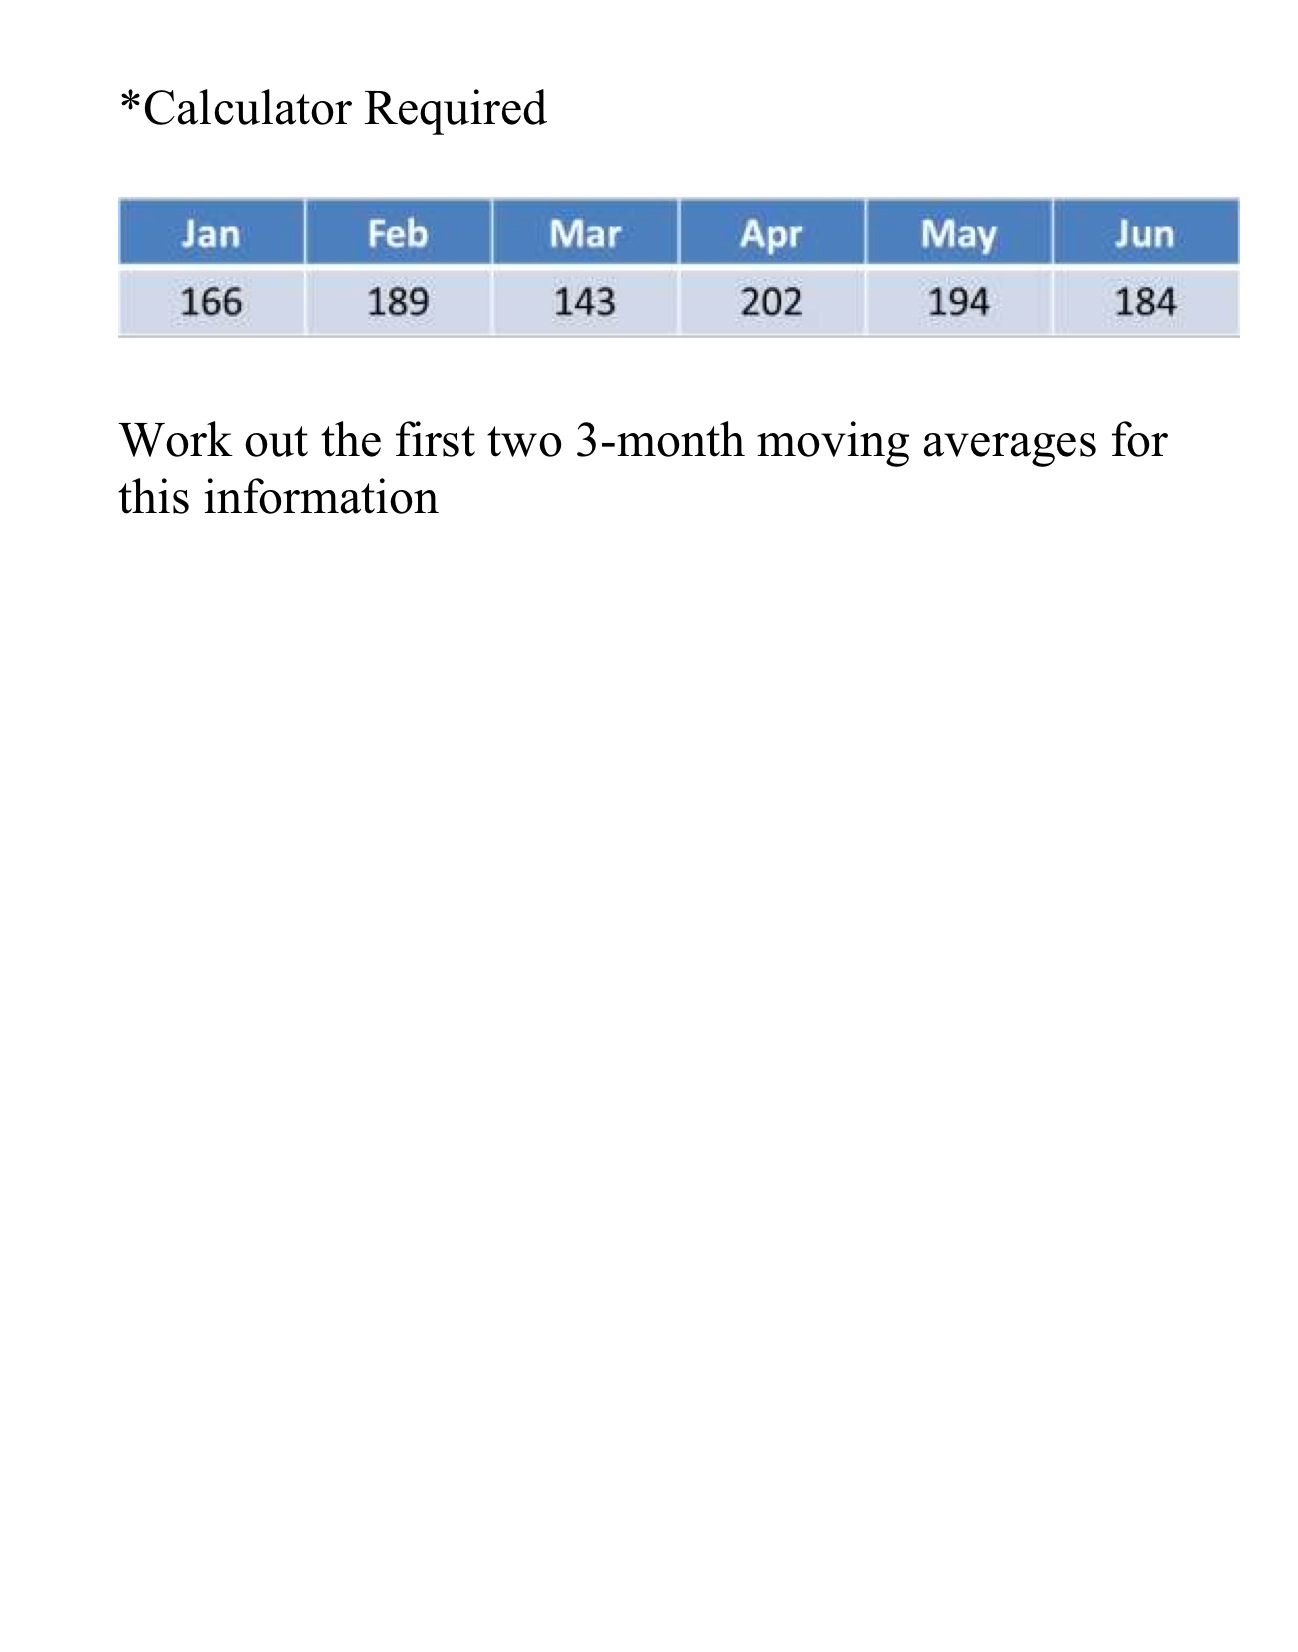 *Calculator Required
Jan Feb Mar Apr May Jun
166 189 143 202 194 184
Work out the first two 3-month moving averages for
this information